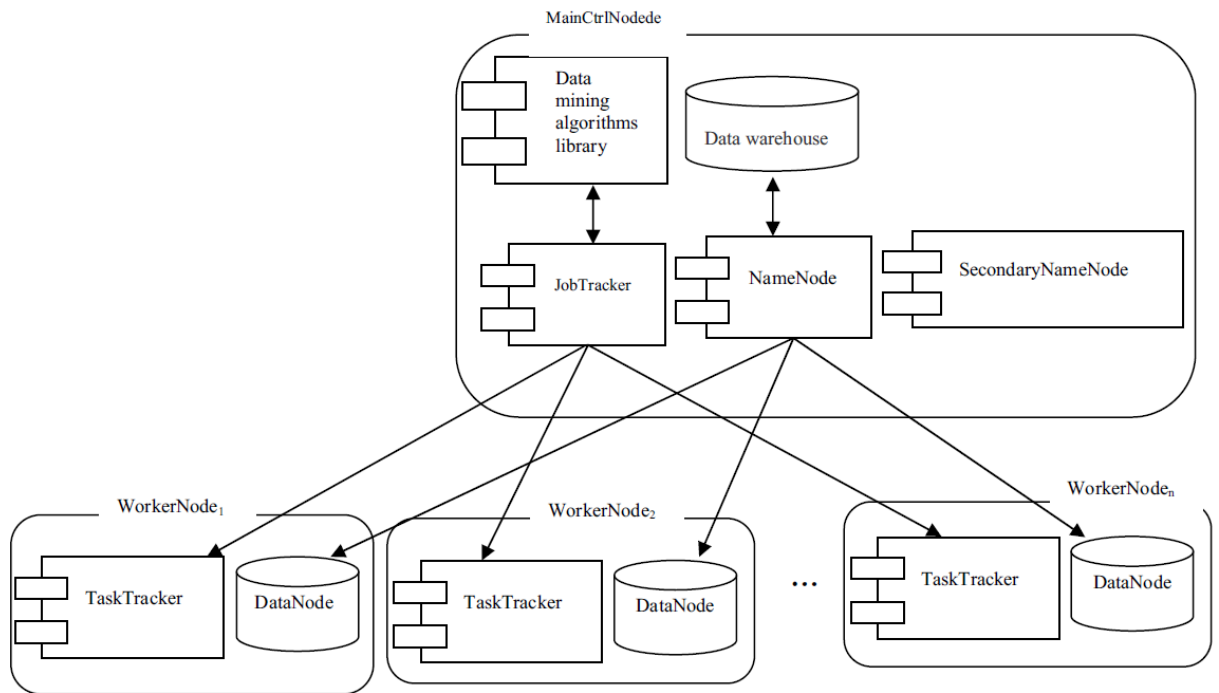 MainCtrlNodede
Data
mining
algorithms
library
Data warehouse
JobTracker
NameNode
SecondaryNameNode
WorkerNode₁
WorkerNode₂
WorkerNodeₙ
TaskTracker
DataNode
TaskTracker
DataNode
...
TaskTracker
DataNode